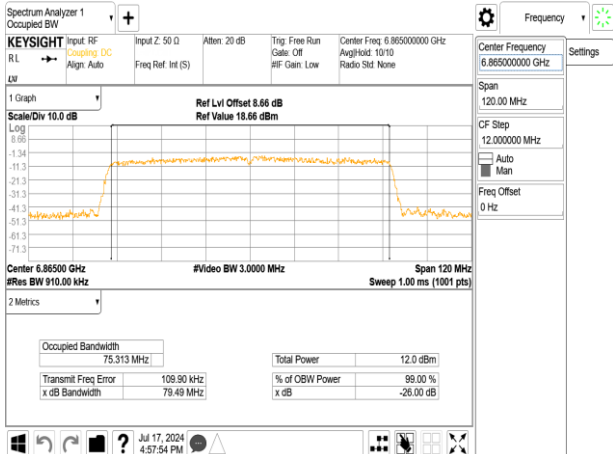 Spectrum Analyzer 1
Occupied BW
Frequency
KEYSIGHT
Input: RF
Coupling: DC
Align: Auto
Input Z: 50 Ω
Freq Ref: Int (S)
Atten: 20 dB
Trig: Free Run
Gate: Off
#IF Gain: Low
Center Freq: 6.865000000 GHz
Avg|Hold: 10/10
Radio Std: None
RL
LXI
Center Frequency
6.865000000 GHz
Settings
Span
120.00 MHz
CF Step
12.000000 MHz
Auto
Man
Freq Offset
0 Hz
1 Graph
Scale/Div 10.0 dB
Ref Lvl Offset 8.66 dB
Ref Value 18.66 dBm
Log
8.66
-1.34
-11.3
-21.3
-31.3
-41.3
-51.3
-61.3
-71.3
Center 6.86500 GHz
#Video BW 3.0000 MHz
Span 120 MHz
#Res BW 910.00 kHz
Sweep 1.00 ms (1001 pts)
2 Metrics
Occupied Bandwidth
75.313 MHz
Total Power 12.0 dBm
Transmit Freq Error 109.90 kHz
% of OBW Power 99.00 %
x dB Bandwidth 79.49 MHz
x dB -26.00 dB
?
Jul 17, 2024
4:57:54 PM